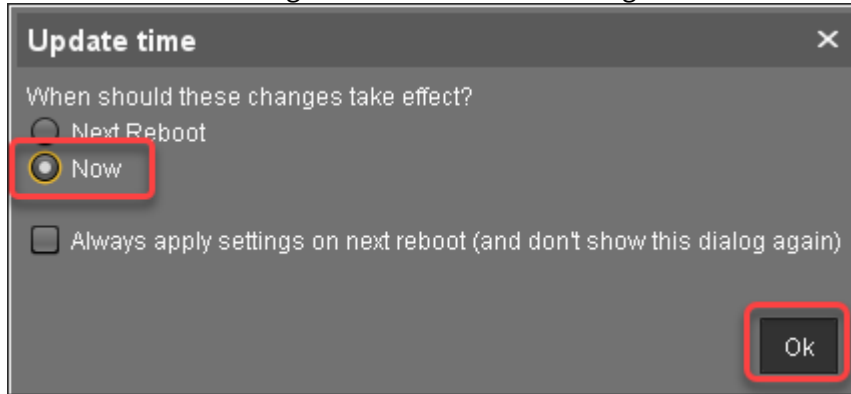 Update time
When should these changes take effect?
Next Reboot
Now
Always apply settings on next reboot (and don't show this dialog again)
Ok